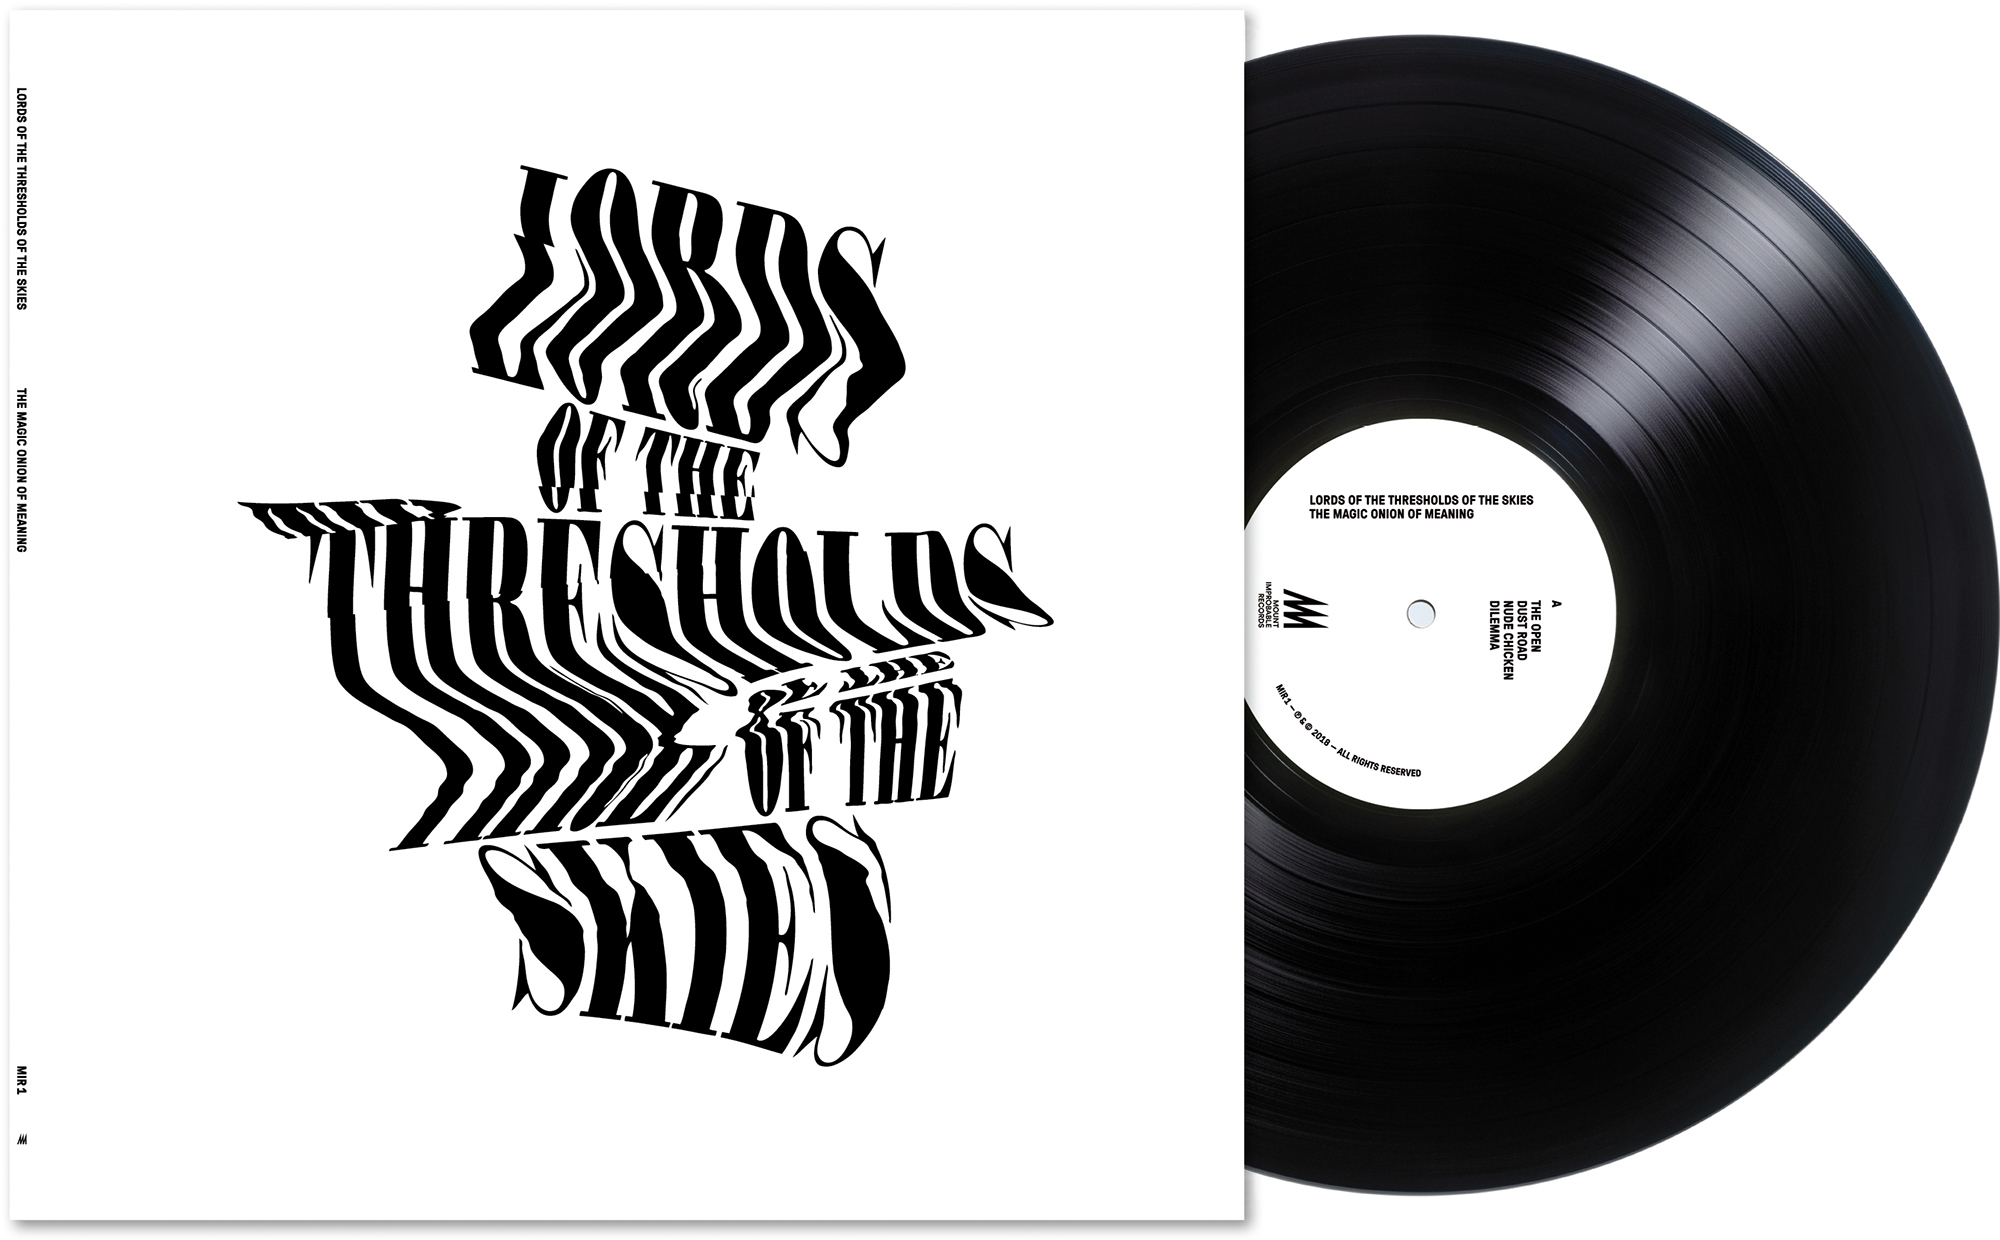 LORDS OF THE THRESHOLDS OF THE SKIES
THE MAGIC ONION OF MEANING
MIR1
LORDS
OF THE
THRESHOLDS
OF THE
SKIES
LORDS OF THE THRESHOLDS OF THE SKIES
THE MAGIC ONION OF MEANING
MOUNT
IMPROBABLE
RECORDS
A
THE OPEN
DUST ROAD
NUDE CHICKEN
DILEMMA
MIR1 – ℗ & © 2018 – ALL RIGHTS RESERVED